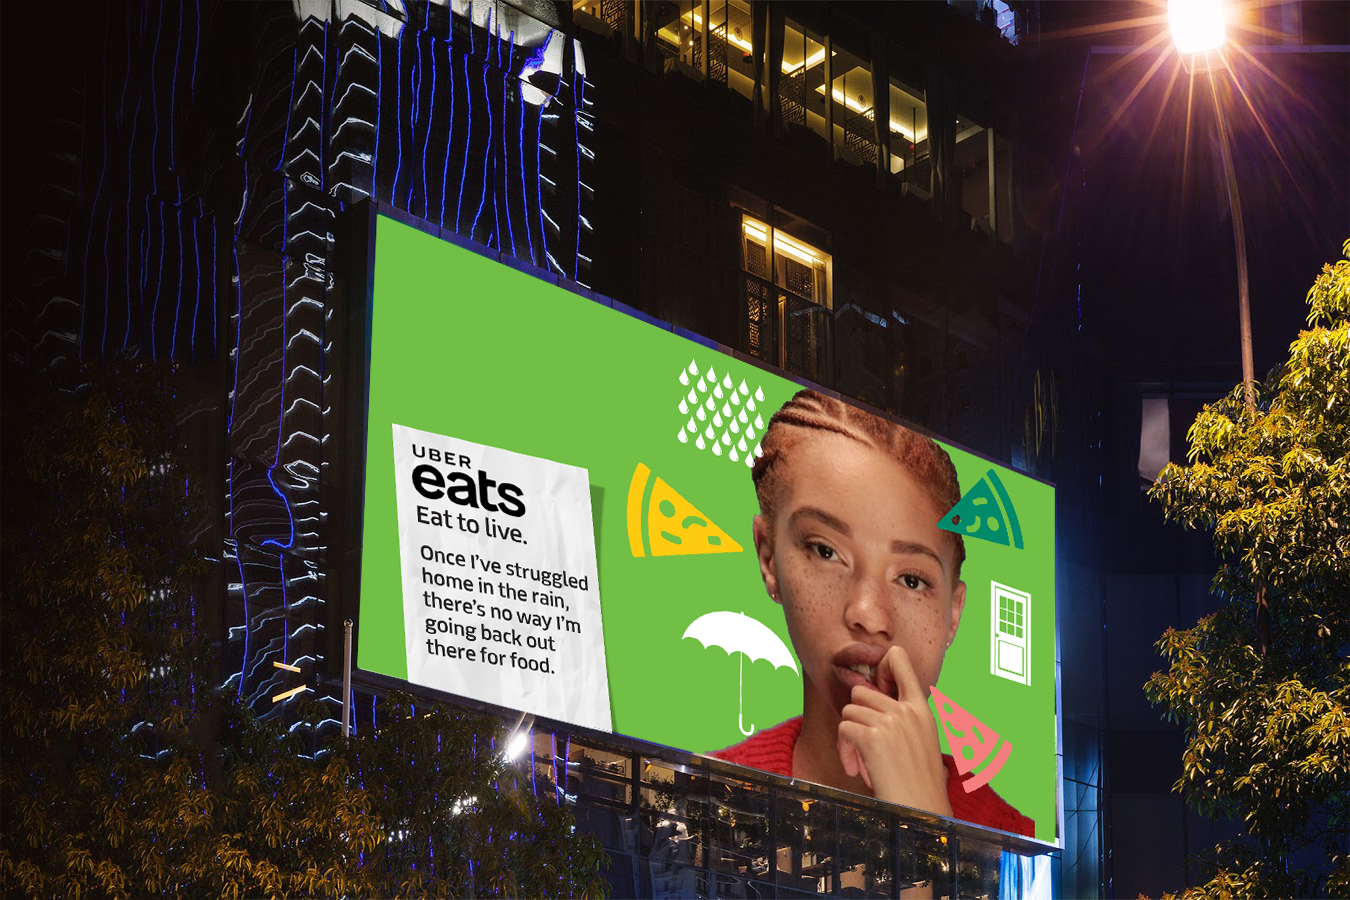 UBER
eats
Eat to live.
Once I've struggled
home in the rain,
there's no way I'm
going back out
there for food.